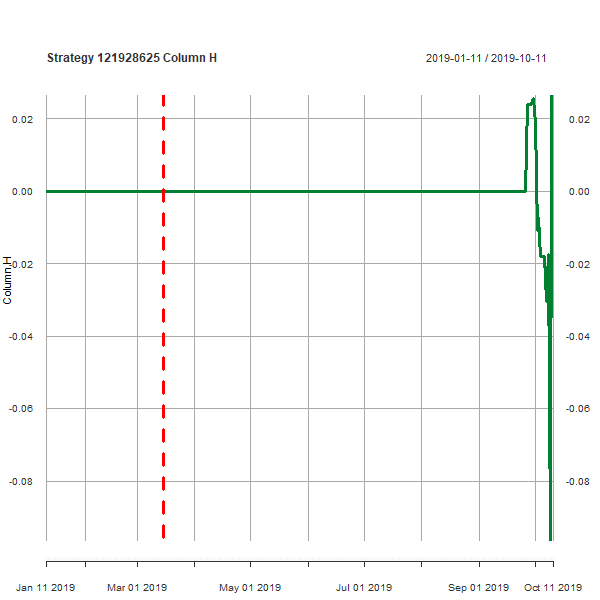 Strategy 121928625 Column H
2019-01-11 / 2019-10-11
0.02
0.00
-0.02
-0.04
-0.06
-0.08
Column.H
0.02
0.00
-0.02
-0.04
-0.06
-0.08
Jan 11 2019
Mar 01 2019
May 01 2019
Jul 01 2019
Sep 01 2019
Oct 11 2019